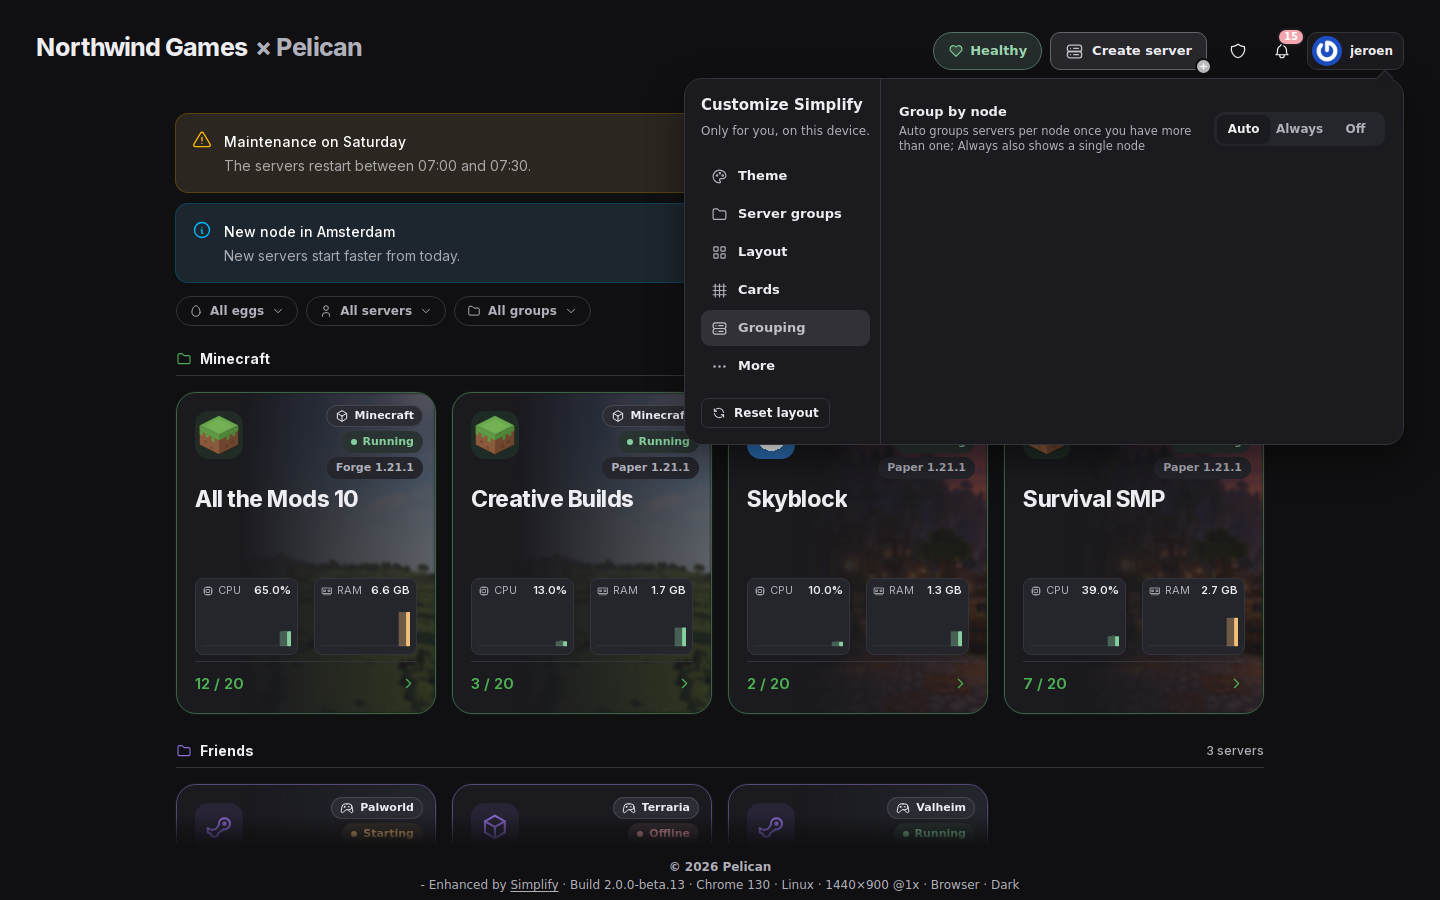 Northwind Games × Pelican
Healthy
Create server
15
jeroen
Maintenance on Saturday
The servers restart between 07:00 and 07:30.
New node in Amsterdam
New servers start faster from today.
Customize Simplify
Only for you, on this device.
Theme
Server groups
Layout
Cards
Grouping
More
Reset layout
Group by node
Auto groups servers per node once you have more
than one; Always also shows a single node
Auto Always Off
All eggs
All servers
All groups
Minecraft
Minecraft
Running
Forge 1.21.1
All the Mods 10
CPU 65.0%
RAM 6.6 GB
12 / 20
Minecraf
Running
Paper 1.21.1
Creative Builds
CPU 13.0%
RAM 1.7 GB
3 / 20
Paper 1.21.1
Skyblock
CPU 10.0%
RAM 1.3 GB
2 / 20
Paper 1.21.1
Survival SMP
CPU 39.0%
RAM 2.7 GB
7 / 20
Friends
3 servers
Palworld
Starting
Terraria
Offline
Valheim
Running
© 2026 Pelican
- Enhanced by Simplify · Build 2.0.0-beta.13 · Chrome 130 · Linux · 1440×900 @1x · Browser · Dark